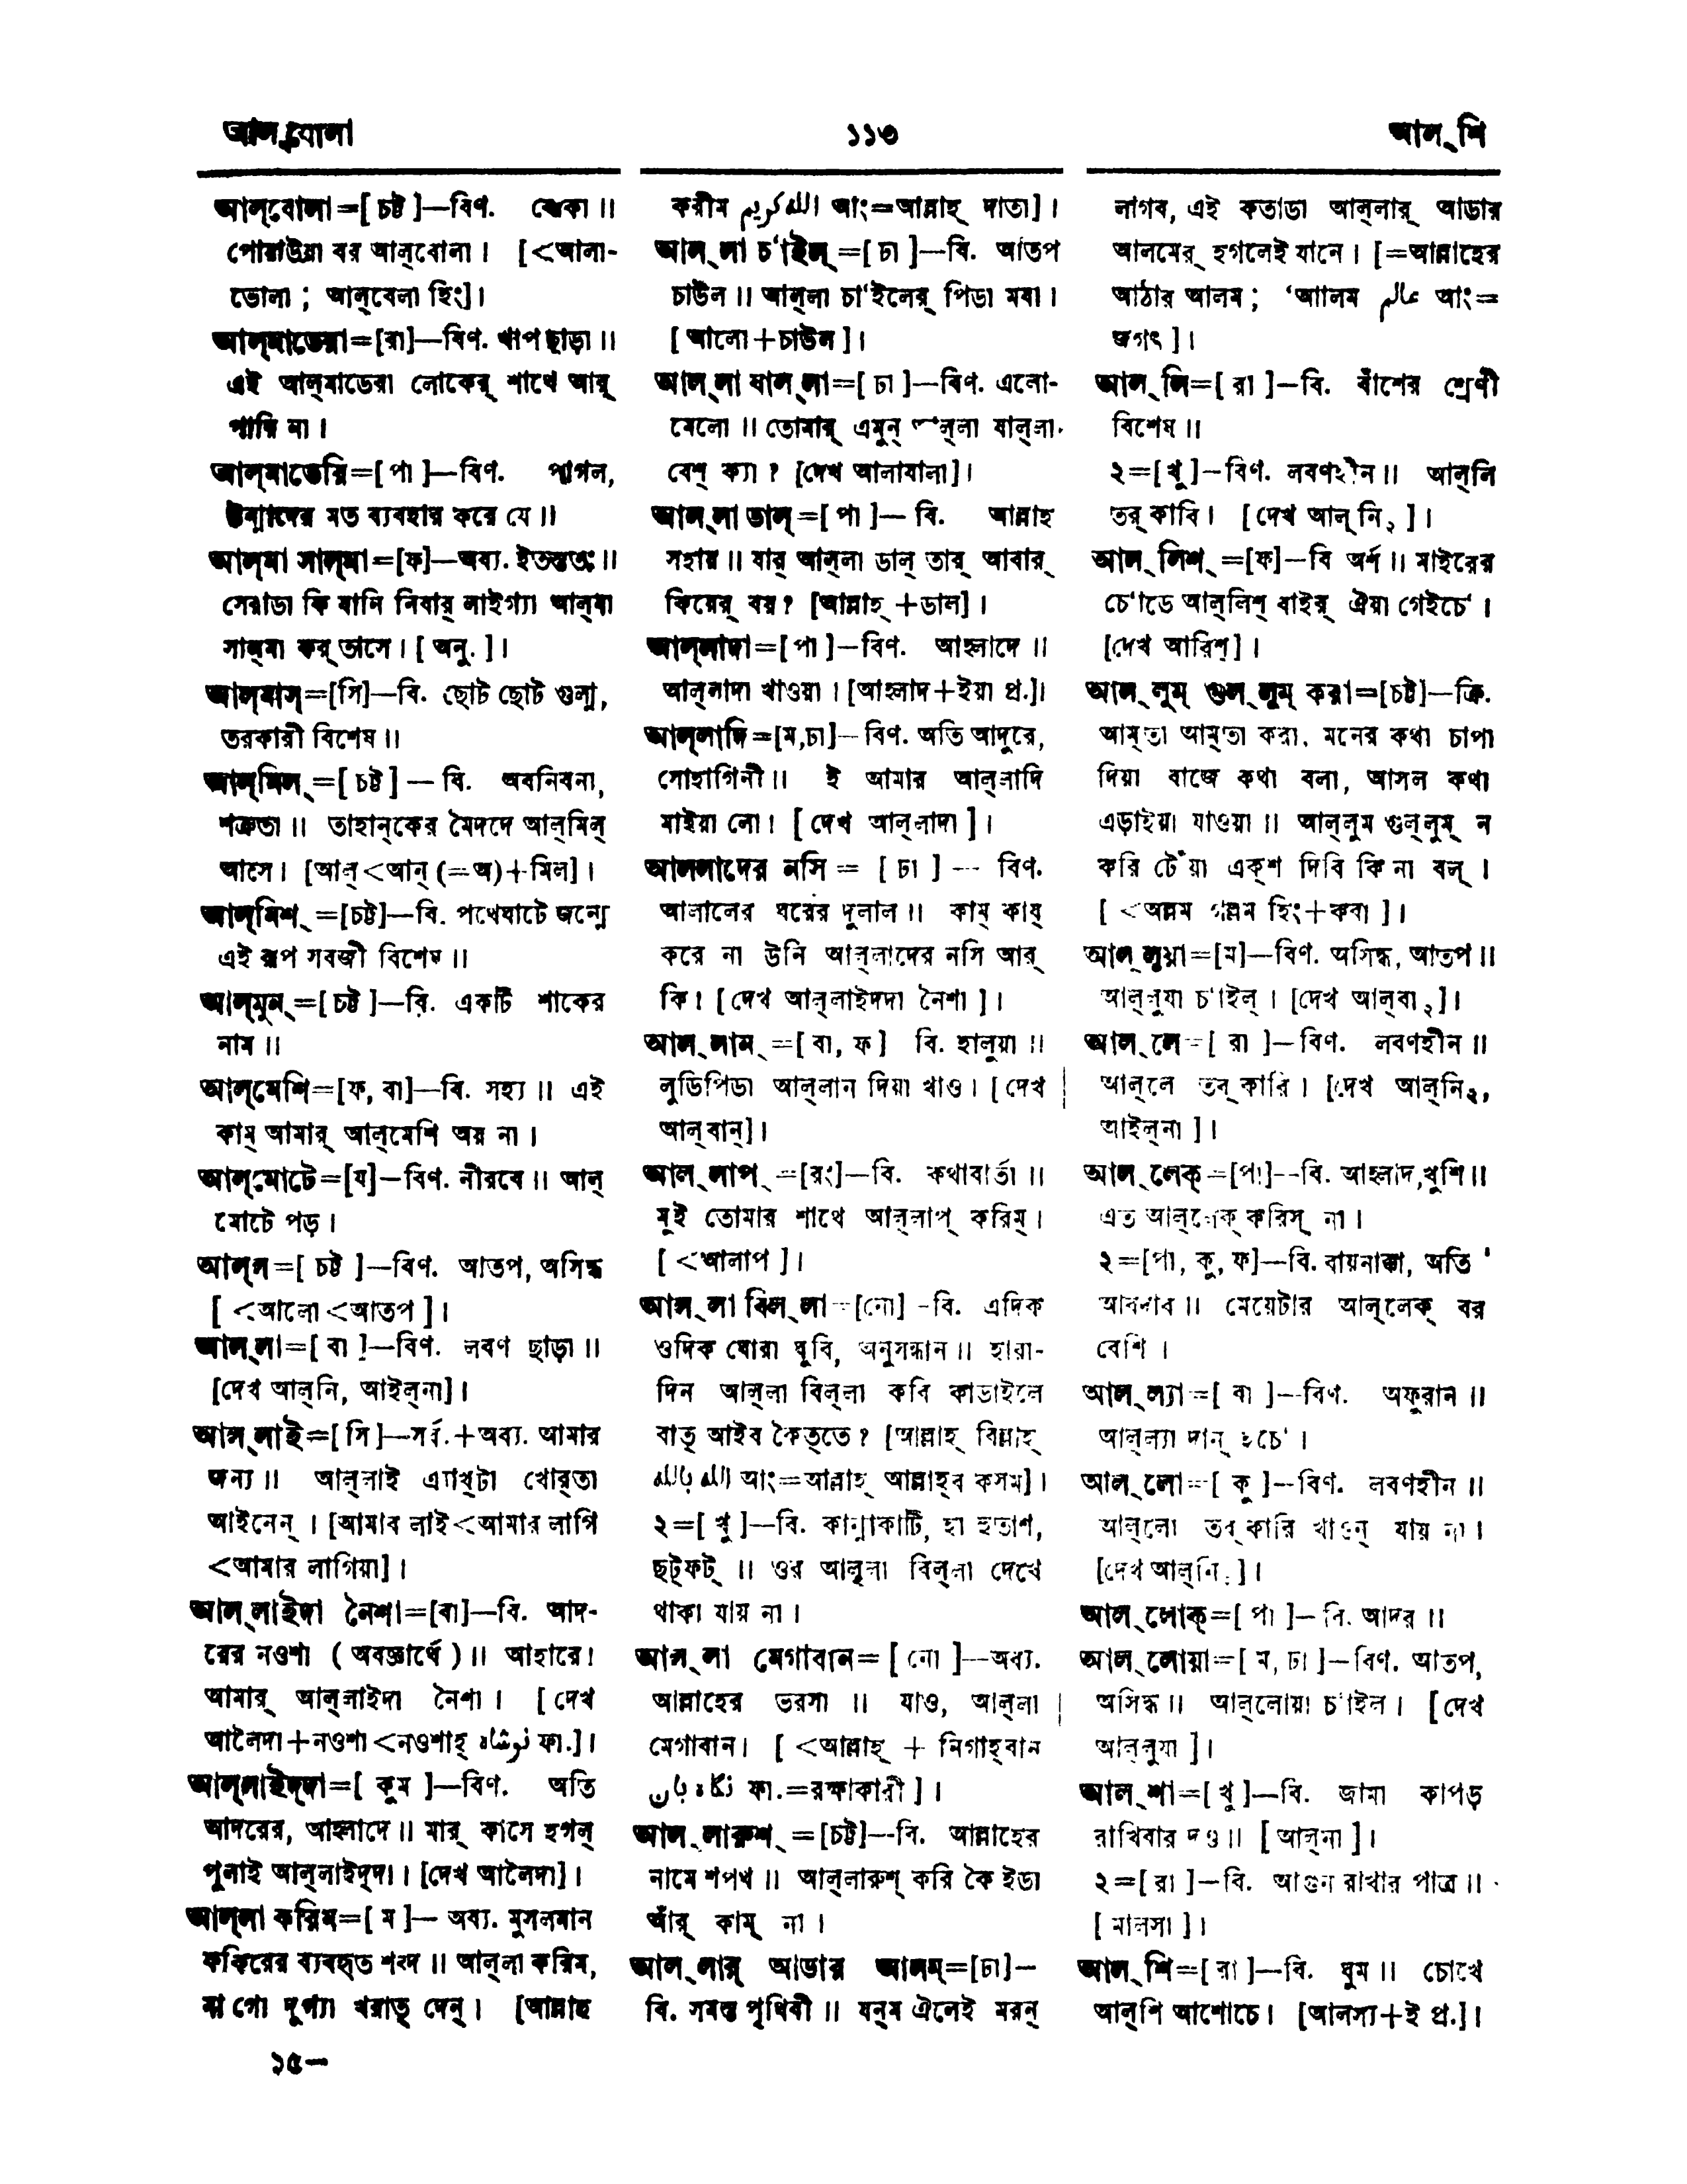 আল্‌বোলা
১১৩
আল্‌শি
আল্‌বোলা=[ চট্ট ]—বিণ. বোকা ॥
পোয়াউয়া বর আল্‌বোলা। [<আলা-
ভোলা ; আল্‌বেলা হিং]।
আল্‌মাডেরা=[রা]—বিণ. খাপ ছাড়া ॥
এই আল্‌মাডেরা লোকের্ শাথে আর্
পারি না।
আল্‌মাডেরি=[ পা ]—বিণ. পাগল,
উন্মাদের মত ব্যবহার করে যে ॥
আল্‌মা সাল্‌মা=[ফ]—অব্য. ইতস্ততঃ ॥
সেরাডা কি যানি নিবার্ লাইগ্যা আল্‌মা
সাল্‌মা কর্‌তাসে। [ অনু. ]।
আল্‌মাস্=[সি]—বি. ছোট ছোট গুল্ম,
তরকারী বিশেষ ॥
আল্‌মিল্ =[ চট্ট ] — বি. অবনিবনা,
শত্রুতা ॥ তাহান্‌কের মৈদদে আল্‌মিল্
আসে। [আল্<আন্ (=অ)+মিল]।
আল্‌মিশ্ =[চট্ট]—বি. পথেঘাটে জন্মে
এই রূপ সবজী বিশেষ ॥
আল্‌মুন্ =[ চট্ট ]—বি. একটি শাকের
নাম ॥
আল্‌মেশি=[ফ, বা]—বি. সহ্য ॥ এই
কাম্ আমার্ আল্‌মেশি অয় না।
আল্‌মোটে=[য]—বিণ. নীরবে ॥ আল্
মোটে পড়।
আল্‌ল=[ চট্ট ]—বিণ. আতপ, অসিদ্ধ
[ <আলো<আতপ ]।
আল্‌লা=[ বা ]—বিণ. লবণ ছাড়া ॥
[দেখ আল্‌নি, আইল্‌না]।
আল্‌লাই=[ সি ]—সর্ব.+অব্য. আমার
জন্য ॥ আল্‌লাই এ্যাখ্‌টা খোর্‌তা
আইনেন্ । [আমার লাই<আমার লাগি
<আমার লাগিয়া]।
আল্‌লাইদা নৈশা=[বা]—বি. আদ-
রের নওশা ( অবজ্ঞার্থে ) ॥ আহারে!
আমার্ আল্‌লাইদা নৈশা। [ দেখ
আলৈদা+নওশা<নওশাহ্ نوشاه ফা.]।
আল্‌লাইদ্‌দা=[ কুম ]—বিণ. অতি
আদরের, আহ্লাদে ॥ মার্ কাসে হগল্
পুলাই আল্‌লাইদ্‌দা। [দেখ আলৈদা]।
আল্‌লা করিম=[ ম ]— অব্য. মুসলমান
ফকিরের ব্যবহৃত শব্দ ॥ আল্‌লা করিম,
মা গো দুগ্যা খরাত্ দেন্। [আল্লাহ
১৫—
করীম الله كريم আং=আল্লাহ্ দাতা]।
আল্‌লা চ'াইল্ =[ ঢা ]—বি. আতপ
চাউল ॥ আল্‌লা চা'ইলের্ পিডা মযা।
[ আলো+চাউল ]।
আল্‌লা যাল্‌লা=[ ঢা ]—বিণ. এলো-
মেলো ॥ তোমার্ এমুন্ আল্‌লা যাল্‌লা
বেশ্ ক্যা ? [দেখ আলাযালা]।
আল্‌লা ডাল্=[ পা ]— বি. আল্লাহ
সহায় ॥ যার্ আল্‌লা ডাল্ তার্ আবার্
কিয়ের্ বয়? [আল্লাহ্ +ডাল]।
আল্‌লাদা=[ পা ]—বিণ. আহ্লাদে ॥
আল্‌লাদা খাওয়া। [আহ্লাদ+ইয়া প্র.]।
আল্‌লাদি=[ম,ঢা]—বিণ. অতি আদুরে,
সোহাগিনী ॥ ই আমার আল্‌লাদি
মাইয়া লো! [ দেখ আল্‌লাদা ]।
আললাদের নসি = [ ঢা ] — বিণ.
আলালের ঘরের দুলাল ॥ কাম্ কায্
করে না উনি আল্‌লাদের নসি আর্
কি! [ দেখ আল্‌লাইদদা নৈশা ]।
আল্‌লান্ =[ বা, ফ ] বি. হালুয়া ॥
লুডিপিডা আল্‌লান দিয়া খাও। [ দেখ
আল্‌বান্]।
আল্‌লাপ্ =[রং]—বি. কথাবার্তা ॥
মুই তোমার শাথে আল্‌লাপ্ করিম্।
[ <আলাপ ]।
আল্‌লা বিল্‌লা=[নো] -বি. এদিক
ওদিক ঘোরা ঘুরি, অনুসন্ধান ॥ হারা-
দিন আল্‌লা বিল্‌লা করি কাডাইলে
বাত্ আইব কৈত্‌তে ? [আল্লাহ্ বিল্লাহ্
الله بالله আং=আল্লাহ্ আল্লাহ্‌র কসম]।
২=[ খু ]—বি. কান্নাকাটি, হা হুতাশ,
ছট্‌ফট্ ॥ ওর আল্‌লা বিল্‌লা দেখে
থাকা যায় না।
আল্‌লা মেগাবান=[ নো ]—অব্য.
আল্লাহের ভরসা ॥ যাও, আল্‌লা
মেগাবান। [ <আল্লাহ্ + নিগাহ্‌বান
نگاه بان ফা.=রক্ষাকারী ]।
আল্‌লারুশ্ =[চট্ট]—বি. আল্লাহের
নামে শপথ ॥ আল্‌লারুশ্ করি কৈ ইডা
আঁর্ কাম্ না।
আল্‌লার্ আডার আলম্=[ঢা]—
বি. সমস্ত পৃথিবী ॥ যন্‌ম ঐলেই মরন্
লাগব, এই কতাডা আল্‌লার্ আডার
আলমের্ হগলেই যানে। [=আল্লাহের
আঠার আলম; 'আালম عالم আং=
জগৎ ]।
আল্‌লি=[ রা ]—বি. বাঁশের শ্রেণী
বিশেষ ॥
২=[খু]—বিণ. লবণহীন ॥ আল্‌লি
তর্‌কারি। [ দেখ আল্‌নি২ ]।
আল্‌লিশ্ =[ফ]—বি অর্শ ॥ মাইরের
চে'াডে আল্‌লিশ্ বাইর্ ঐয়া গেইচে'।
[দেখ আরিশ্]।
আল্‌লুম্ গুল্‌লুম্ করা=[চট্ট]—ক্রি.
আম্‌তা আম্‌তা করা, মনের কথা চাপা
দিয়া বাজে কথা বলা, আসল কথা
এড়াইয়া যাওয়া ॥ আল্‌লুম গুল্‌লুম্ ন
করি টেঁয়া এক্‌শ দিবি কি না বল্।
[ <অল্লম গল্লম হিং+করা ]।
আল্‌লুয়া=[ম]—বিণ. অসিদ্ধ, আতপ ॥
আল্‌লুযা চ'াইল্। [দেখ আল্‌বা২]।
আল্‌লে=[ রা ]—বিণ. লবণহীন ॥
আল্‌লে তর্‌কারি। [দেখ আল্‌নি২,
আইল্‌না ]।
আল্‌লেক্=[পা]—বি. আহ্লাদ,খুশি ॥
এত আল্‌লেক্ করিস্ না।
২=[পা, কু, ফ]—বি. বায়নাক্কা, অতি
আবদার ॥ মেয়েটার আল্‌লেক্ বর
বেশি।
আল্‌ল্যা=[ বা ]—বিণ. অফুরান ॥
আল্‌ল্যা দান্ চে'।
আল্‌লো=[ কু ]—বিণ. লবণহীন ॥
আল্‌লো তর্‌কারি খাওন্ যায় না।
[দেখ আল্‌নি২]।
আল্‌লোক্=[ পা ]—বি. আদর ॥
আল্‌লোয়া=[ ম, ঢা ]—বিণ. আতপ,
অসিদ্ধ ॥ আল্‌লোয়া চ'াইল। [দেখ
আল্‌লুযা ]।
আল্‌শা=[ খু ]—বি. জামা কাপড়
রাখিবার দণ্ড ॥ [ আল্‌না ]।
২=[ রা ]—বি. আগুন রাখার পাত্র ॥
[ মালসা ]।
আল্‌শি=[ রা ]—বি. ঘুম ॥ চোখে
আল্‌শি আশোচে। [আলস্য+ই প্র.]।